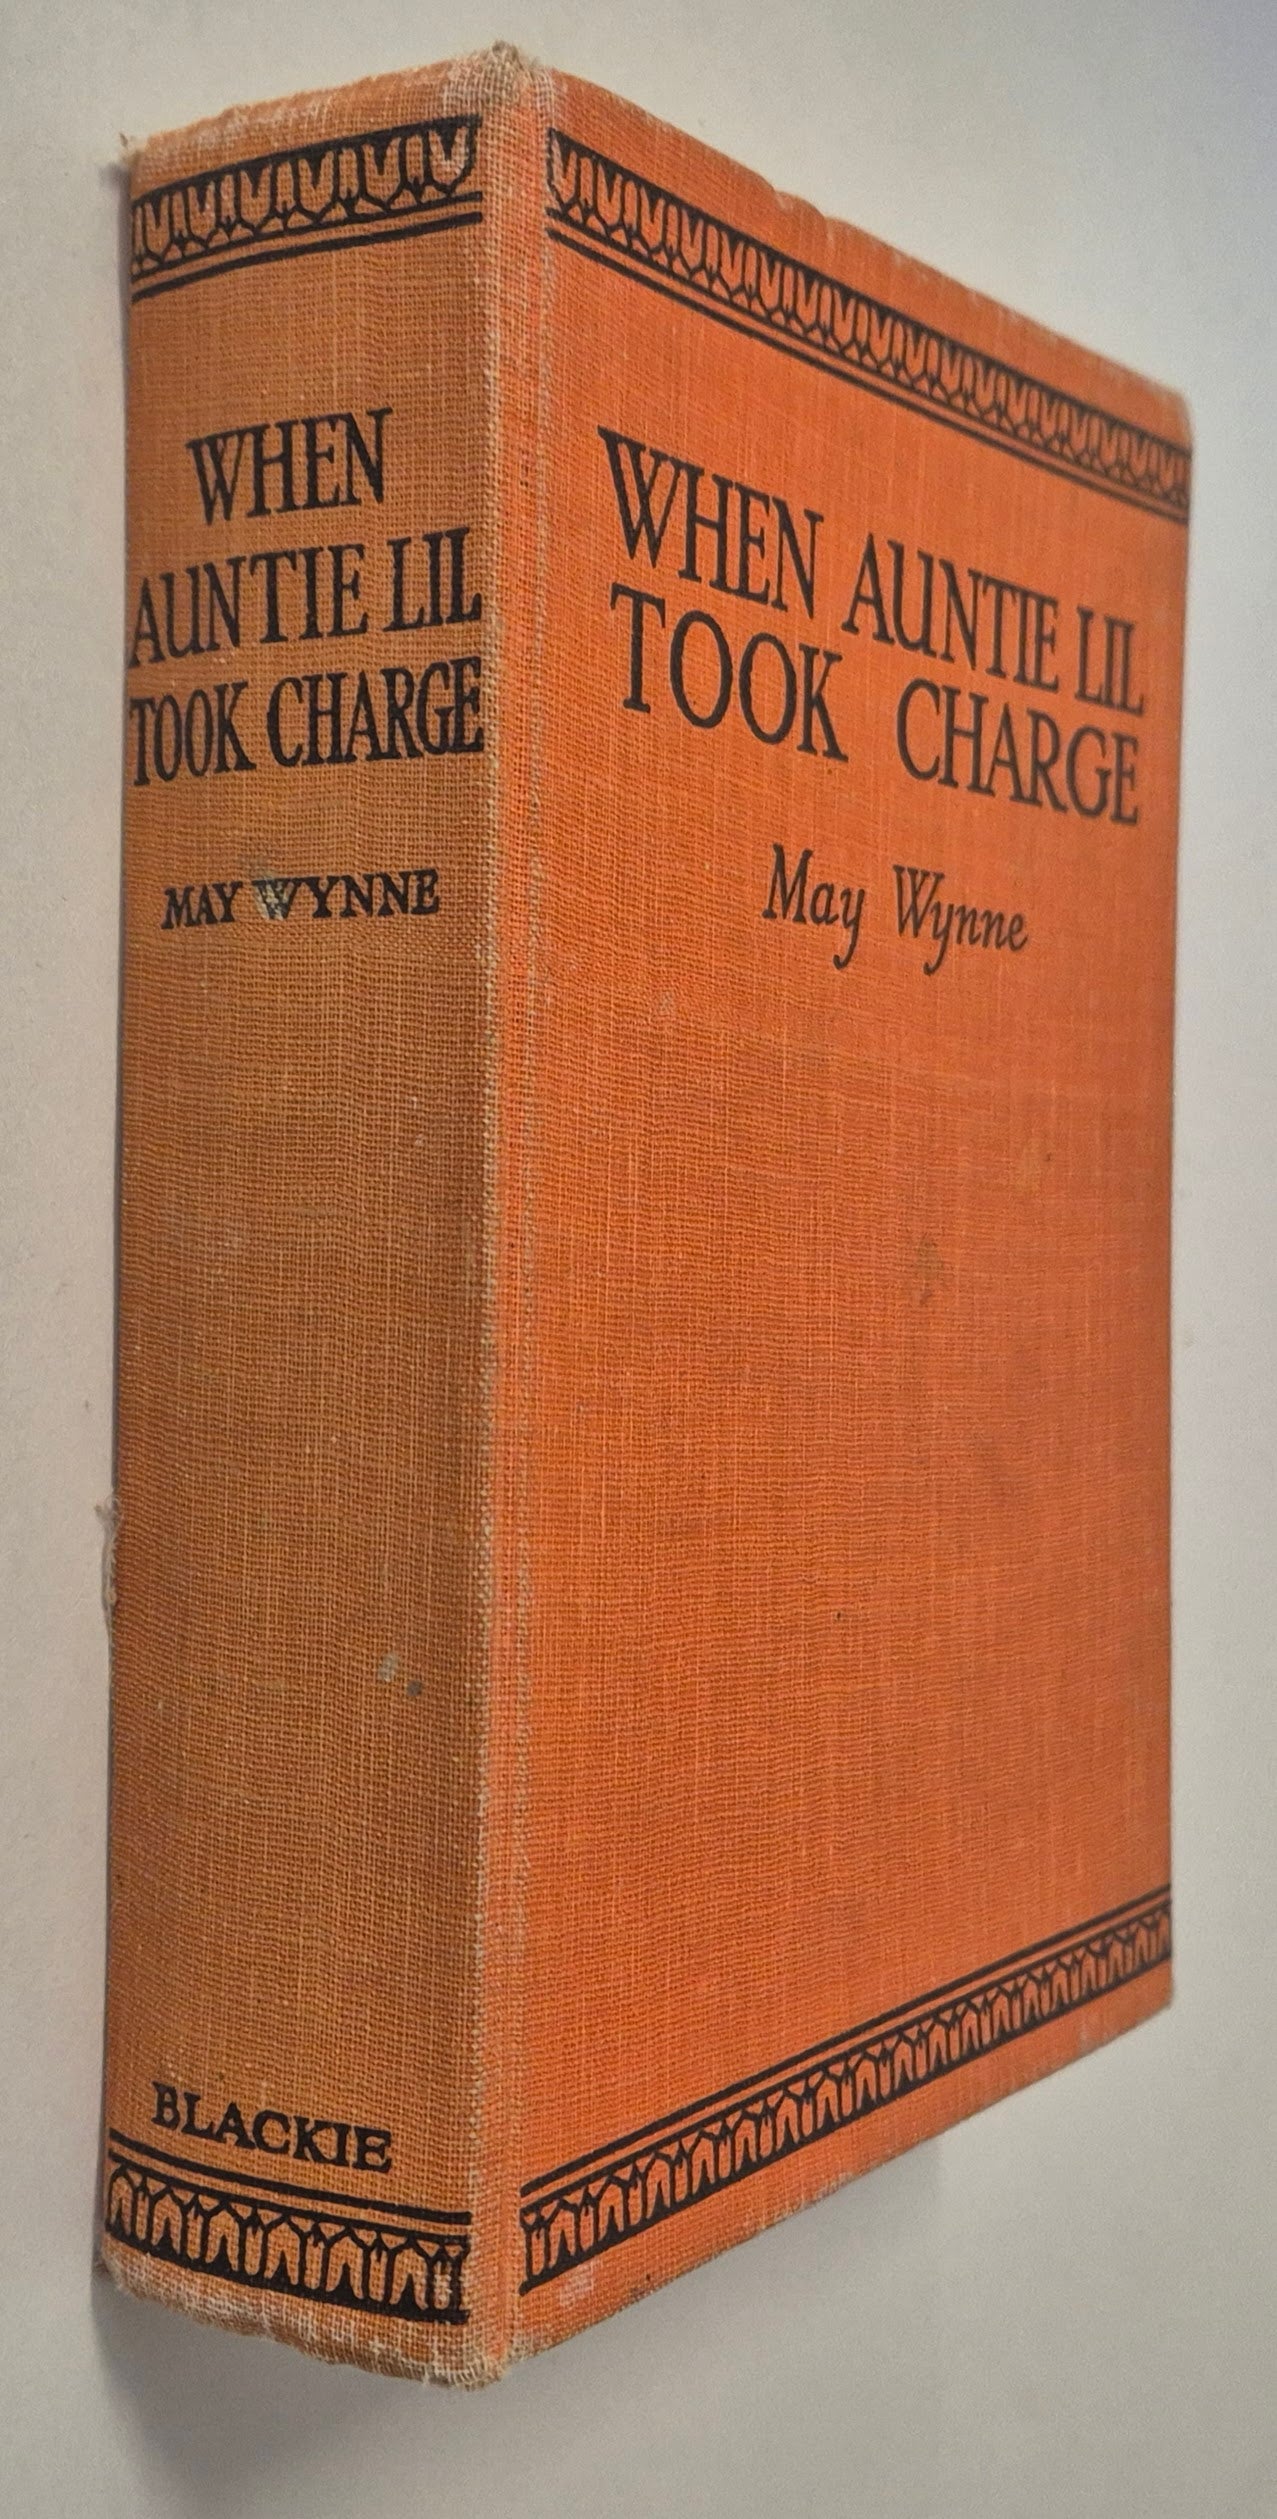 WHEN
AUNTIE LIL
TOOK CHARGE
MAY WYNNE
BLACKIE
WHEN AUNTIE LIL
TOOK CHARGE
May Wynne